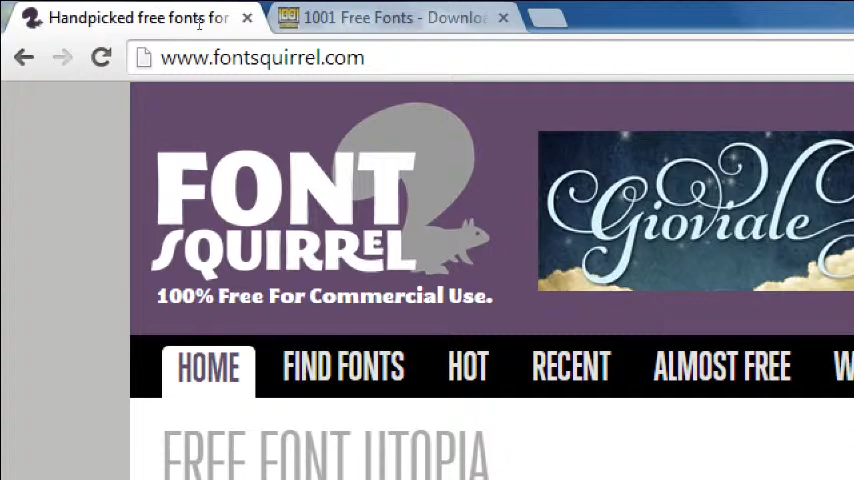 Handpicked free fonts for
1001 Free Fonts - Downlo
www.fontsquirrel.com
FONT
SQUIRREL
100% Free For Commercial Use.
Gioviale
HOME FIND FONTS HOT RECENT ALMOST FREE W
FREE FONT UTOPIA